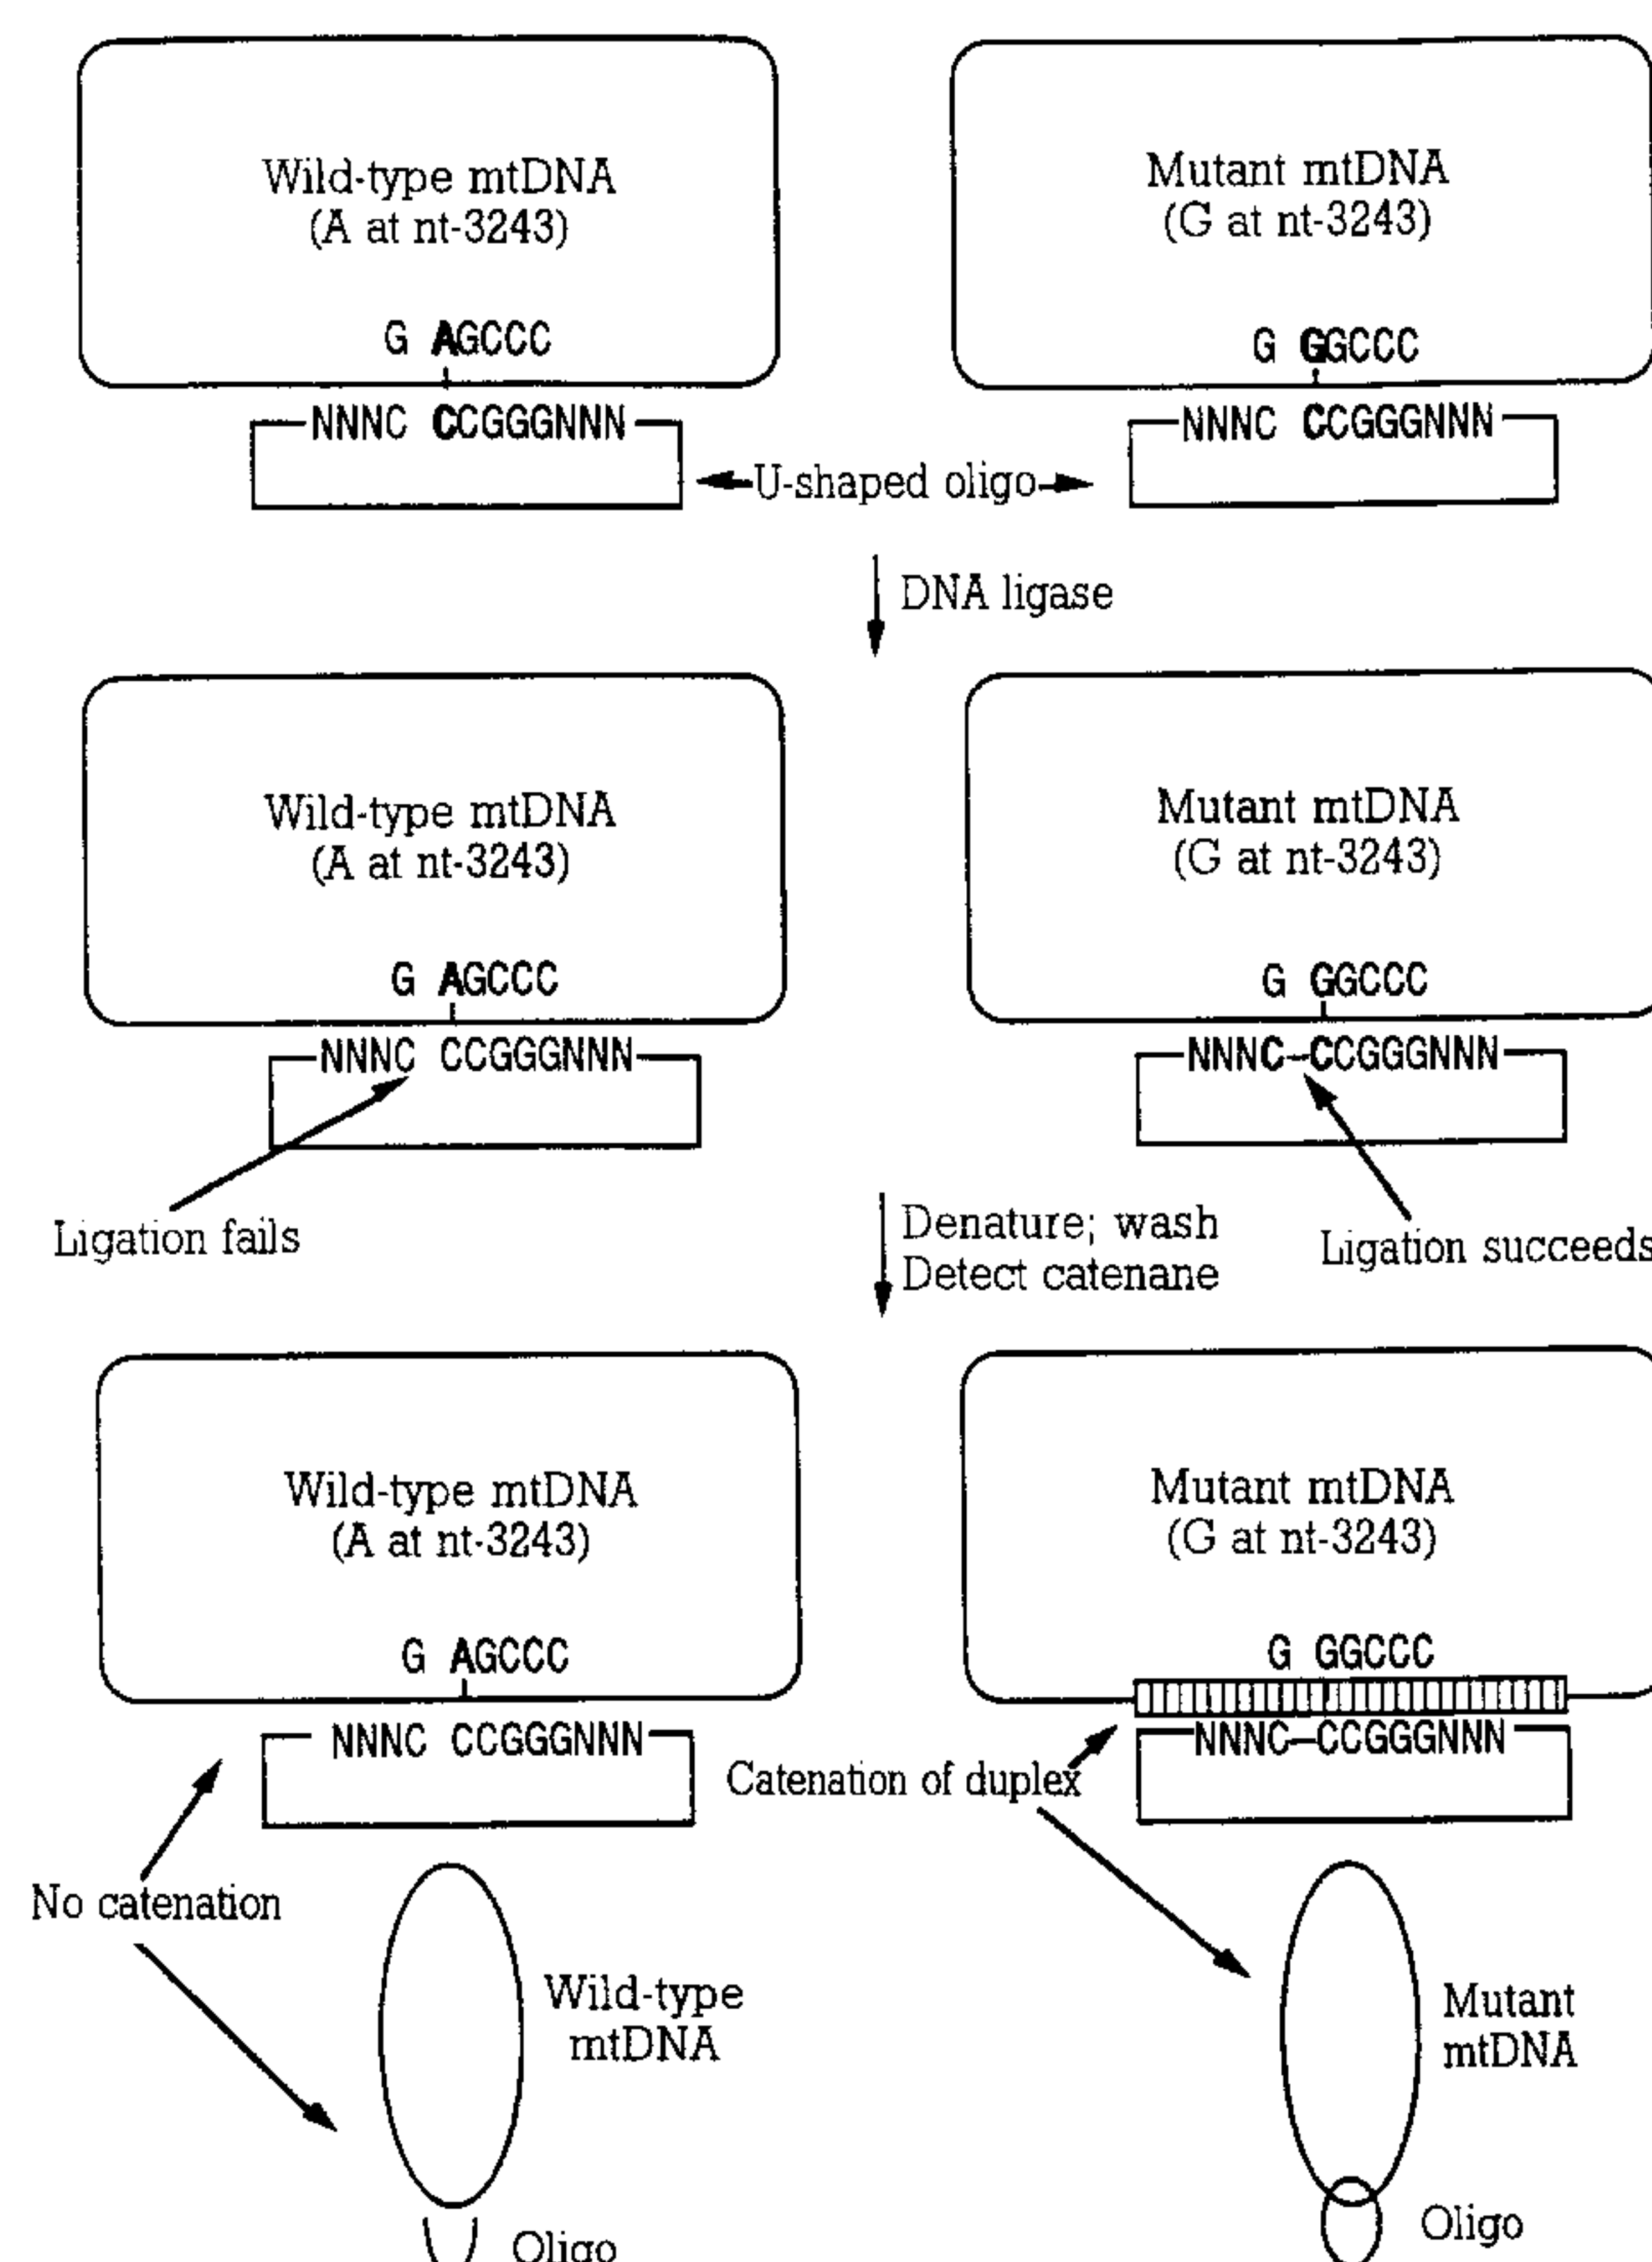 Wild-type mtDNA
(A at nt-3243)
Mutant mtDNA
(G at nt-3243)
G AGCCC
G GGCCC
NNNC CCGGGNNN
NNNC CCGGGNNN
U-shaped oligo
DNA ligase
Wild-type mtDNA
(A at nt-3243)
Mutant mtDNA
(G at nt-3243)
G AGCCC
G GGCCC
NNNC CCGGGNNN
NNNC–CCGGGNNN
Ligation fails
Denature; wash
Detect catenane
Ligation succeeds
Wild-type mtDNA
(A at nt-3243)
Mutant mtDNA
(G at nt-3243)
G AGCCC
G GGCCC
NNNC CCGGGNNN
NNNC–CCGGGNNN
Catenation of duplex
No catenation
Wild-type
mtDNA
Mutant
mtDNA
Oligo
Oligo